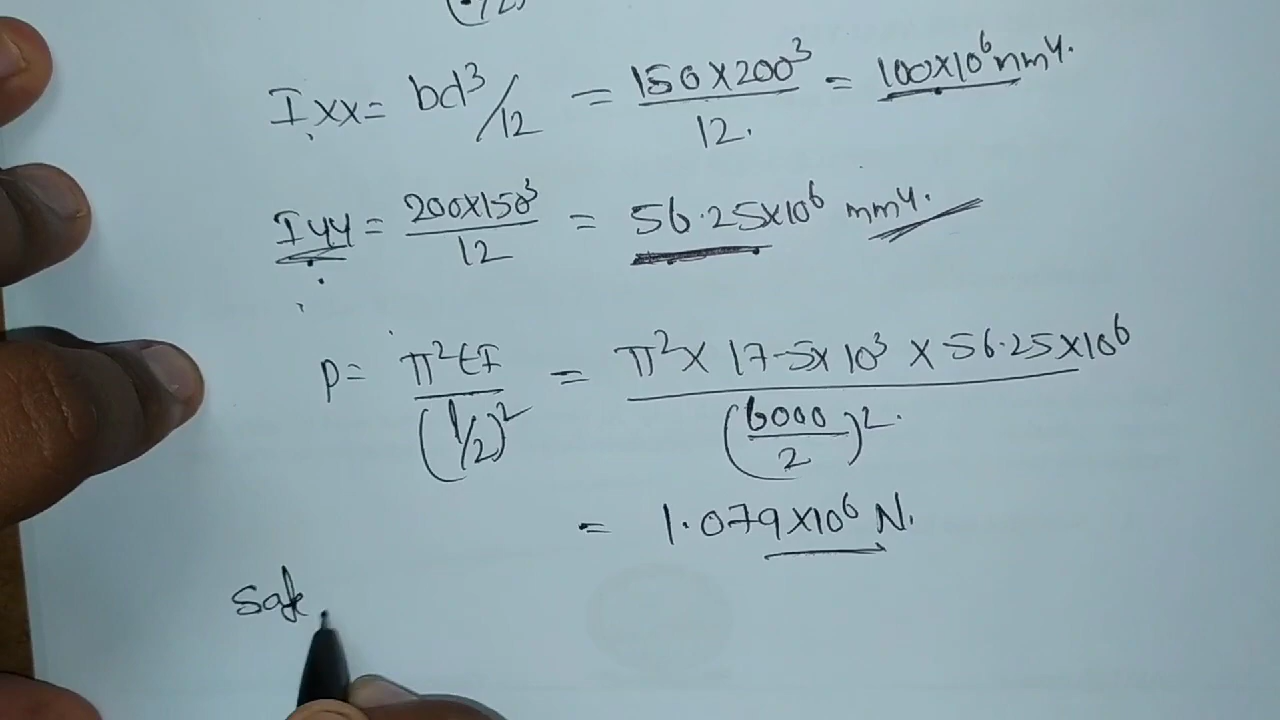 Ixx = bd³/12 = 150×200³/12. = 100×10⁶ mm4.
Iyy = 200×150³/12 = 56.25×10⁶ mm4.
P = π²EI/(l/2)² = π² × 17.5×10³ × 56.25×10⁶/(6000/2)².
= 1.079×10⁶ N.
Safe